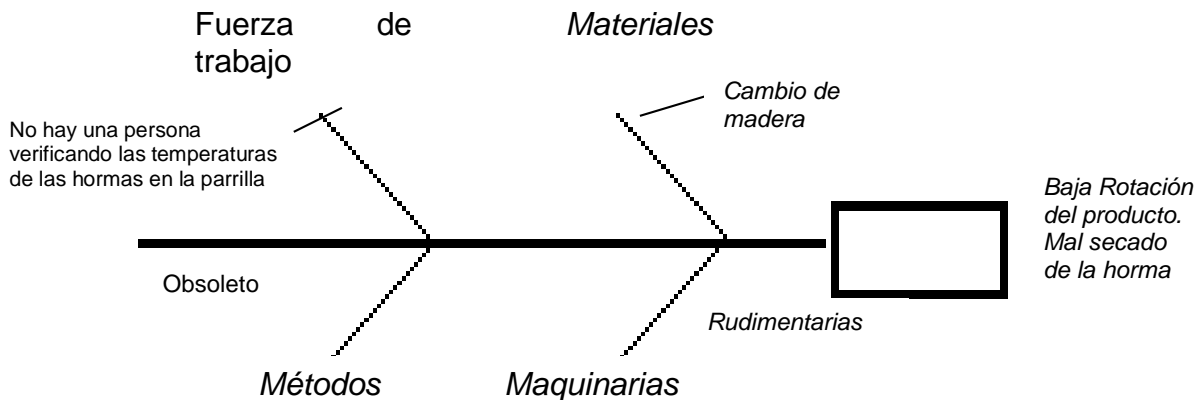 Fuerza de
trabajo
Materiales
Cambio de
madera
No hay una persona
verificando las temperaturas
de las hormas en la parrilla
Baja Rotación
del producto.
Mal secado
de la horma
Obsoleto
Rudimentarias
Métodos
Maquinarias